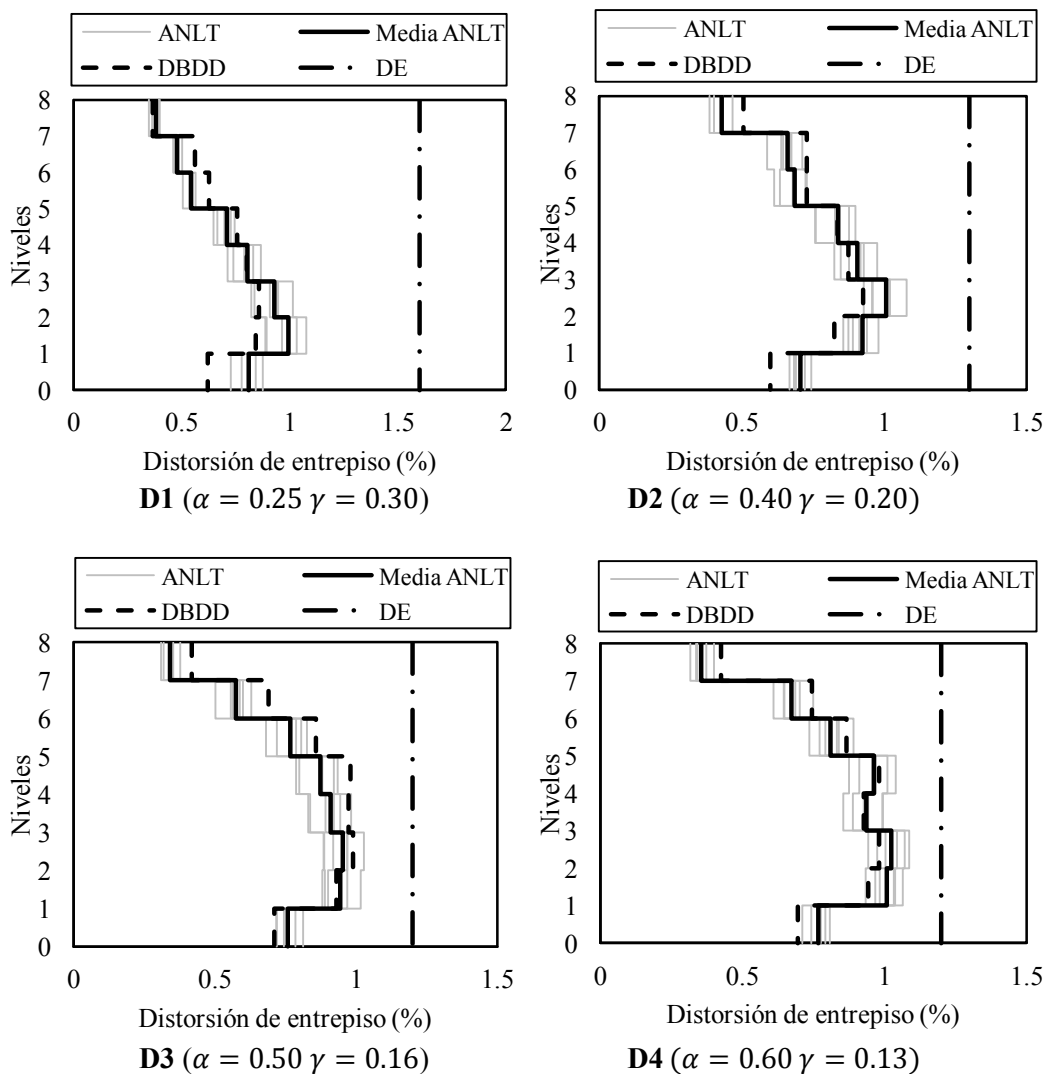 ANLT Media ANLT
DBDD DE
8
7
6
5
4
3
2
1
0
Niveles
0 0.5 1 2
Distorsión de entrepiso (%)
D1 (𝛼 = 0.25 𝛾 = 0.30)
ANLT Media ANLT
DBDD DE
8
7
6
5
4
3
2
1
0
Niveles
0 0.5 1 1.5
Distorsión de entrepiso (%)
D2 (𝛼 = 0.40 𝛾 = 0.20)
ANLT Media ANLT
DBDD DE
8
7
6
5
4
3
2
1
0
Niveles
0 0.5 1 1.5
Distorsión de entrepiso (%)
D3 (𝛼 = 0.50 𝛾 = 0.16)
ANLT Media ANLT
DBDD DE
8
7
6
5
4
3
2
1
0
Niveles
0 0.5 1 1.5
Distorsión de entrepiso (%)
D4 (𝛼 = 0.60 𝛾 = 0.13)